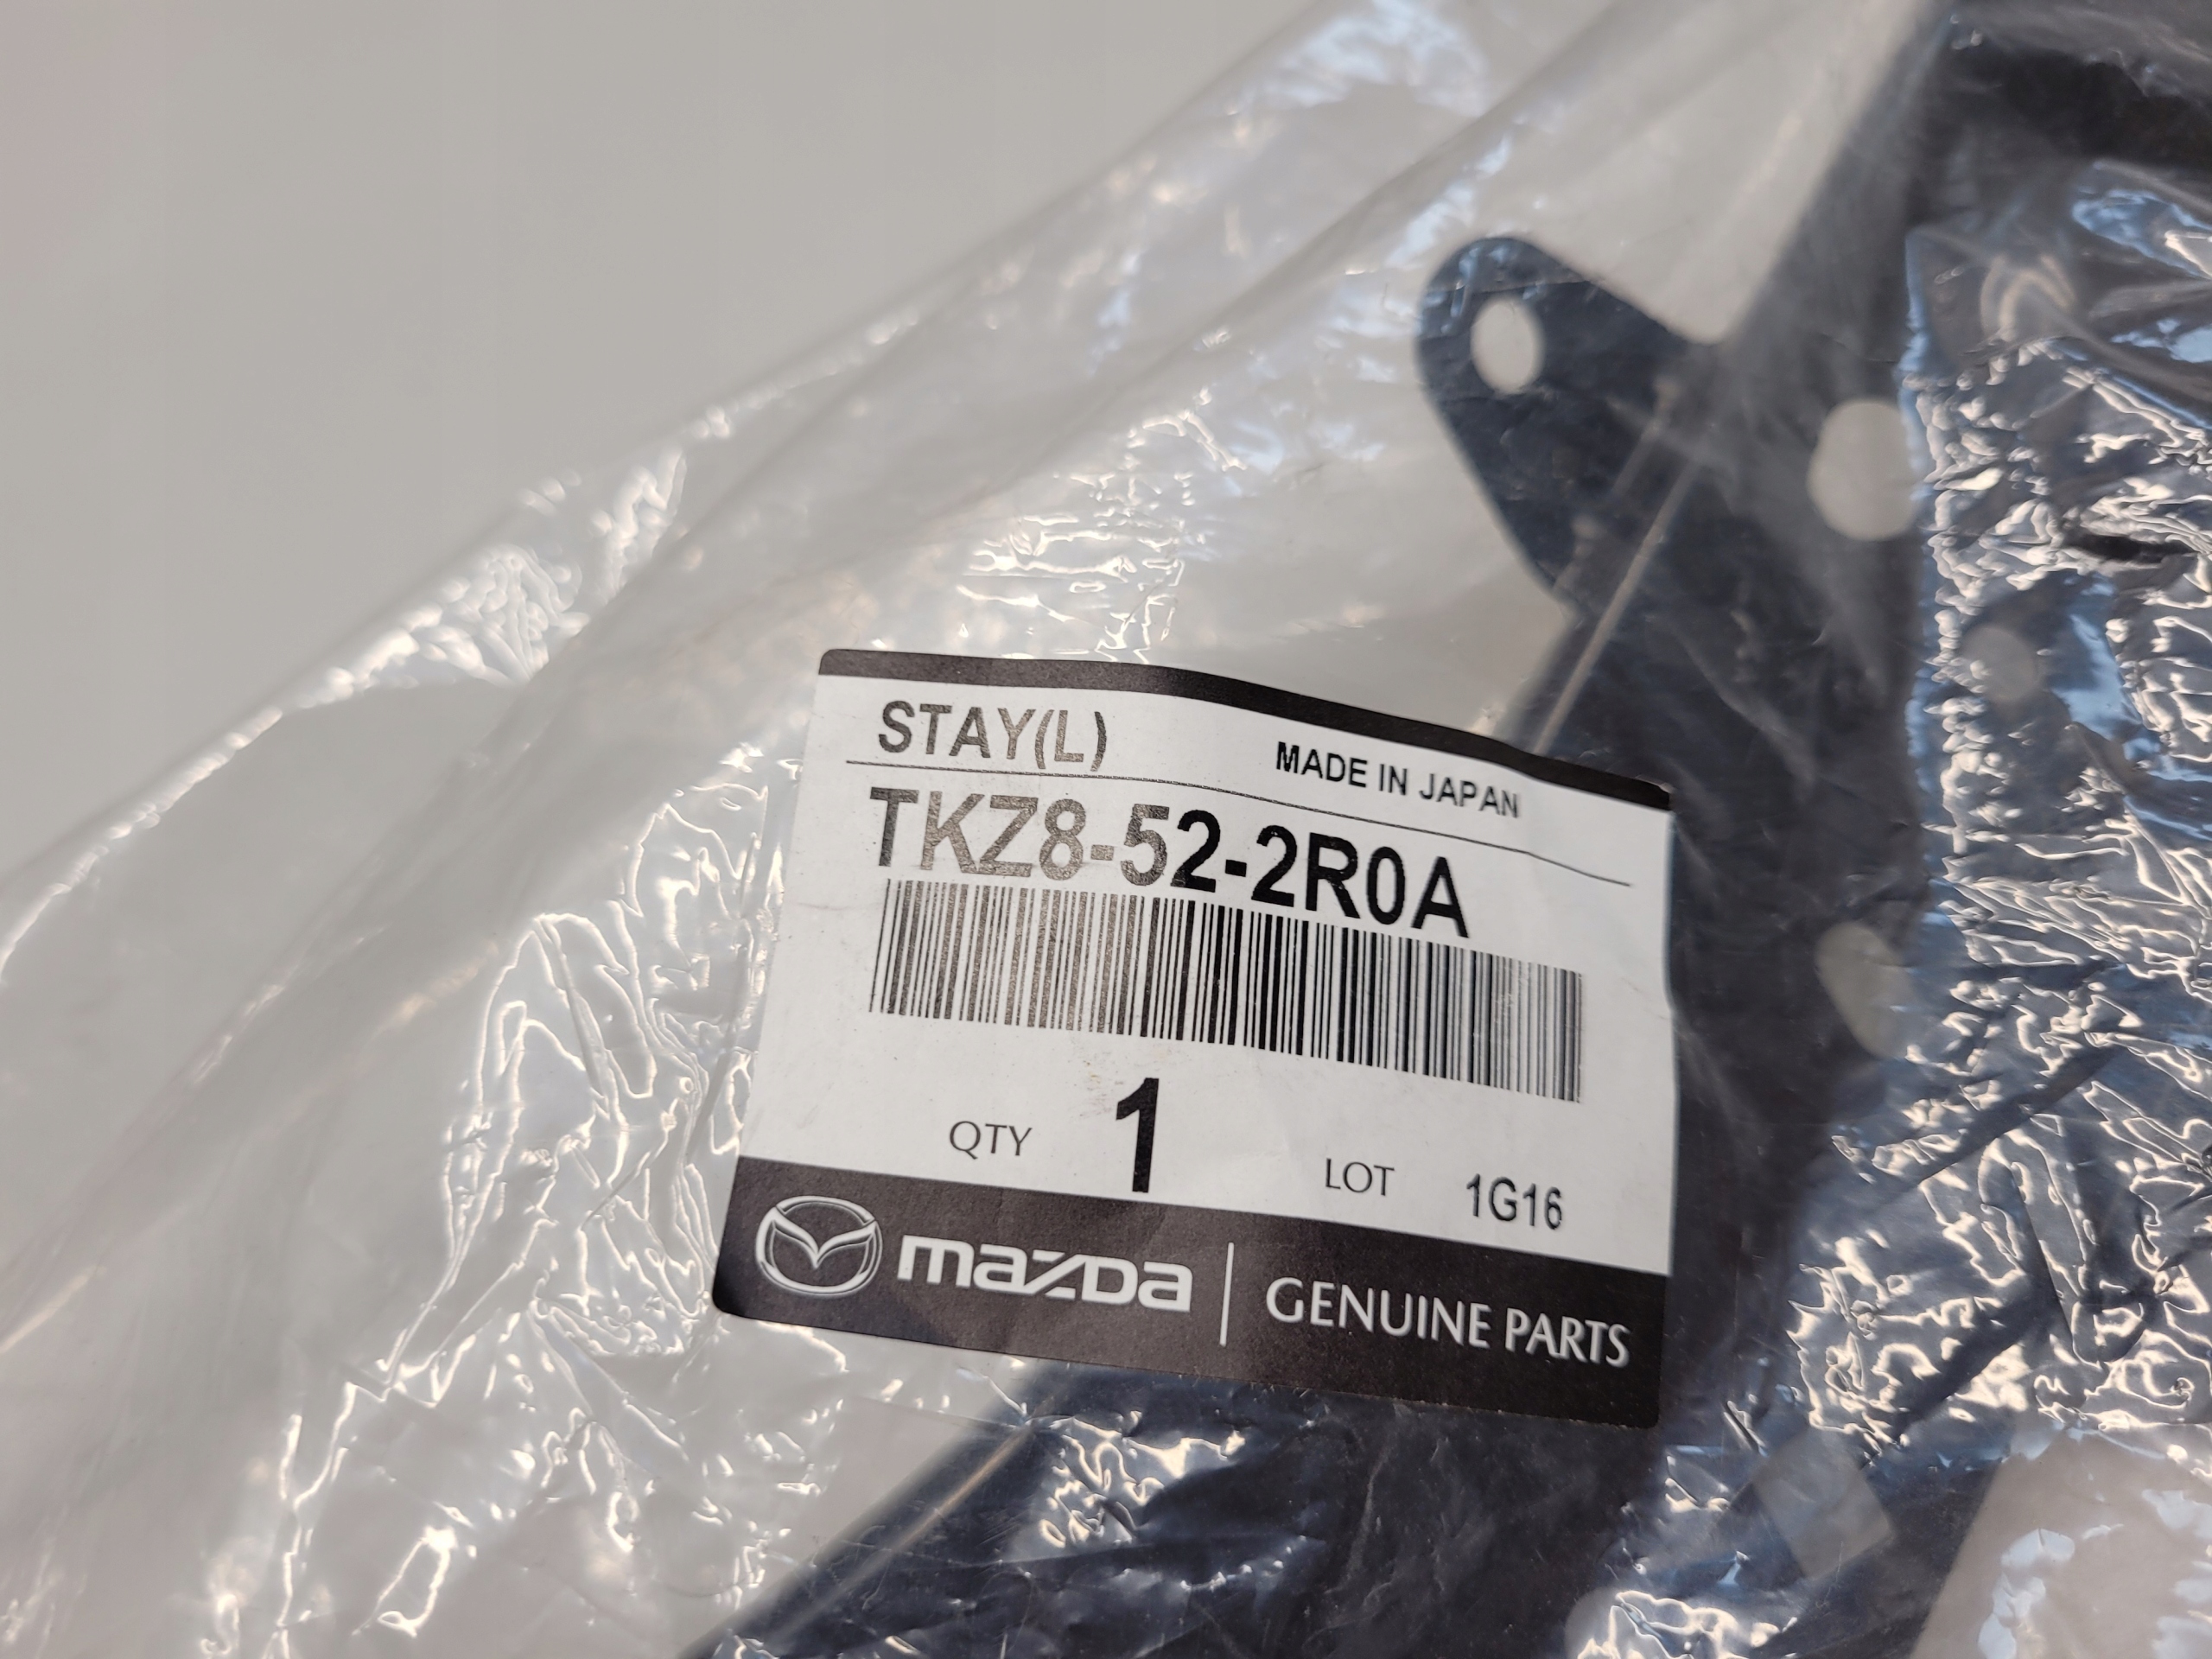 STAY(L)
MADE IN JAPAN
TKZ8-52-2R0A
QTY 1 LOT 1G16
mazda GENUINE PARTS